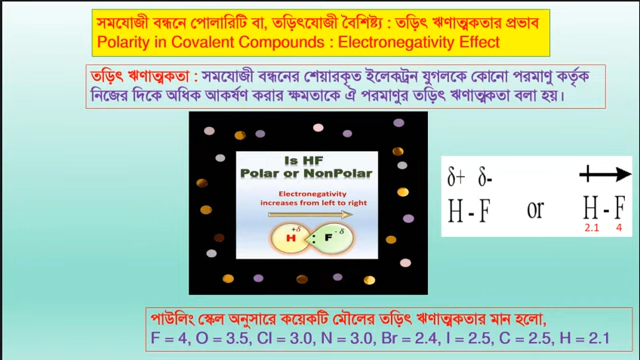 সমযোজী বন্ধনে পোলারিটি বা, তড়িৎযোজী বৈশিষ্ট্য : তড়িৎ ঋণাত্মকতার প্রভাব
Polarity in Covalent Compounds : Electronegativity Effect
তড়িৎ ঋণাত্মকতা : সমযোজী বন্ধনের শেয়ারকৃত ইলেকট্রন যুগলকে কোনো পরমাণু কর্তৃক
নিজের দিকে অধিক আকর্ষণ করার ক্ষমতাকে ঐ পরমাণুর তড়িৎ ঋণাত্মকতা বলা হয়।
Is HF
Polar or NonPolar
Electronegativity
increases from left to right
+δ -δ
H : F
δ+ δ-
H - F or H - F
2.1 4
পাউলিং স্কেল অনুসারে কয়েকটি মৌলের তড়িৎ ঋণাত্মকতার মান হলো,
F = 4, O = 3.5, Cl = 3.0, N = 3.0, Br = 2.4, I = 2.5, C = 2.5, H = 2.1